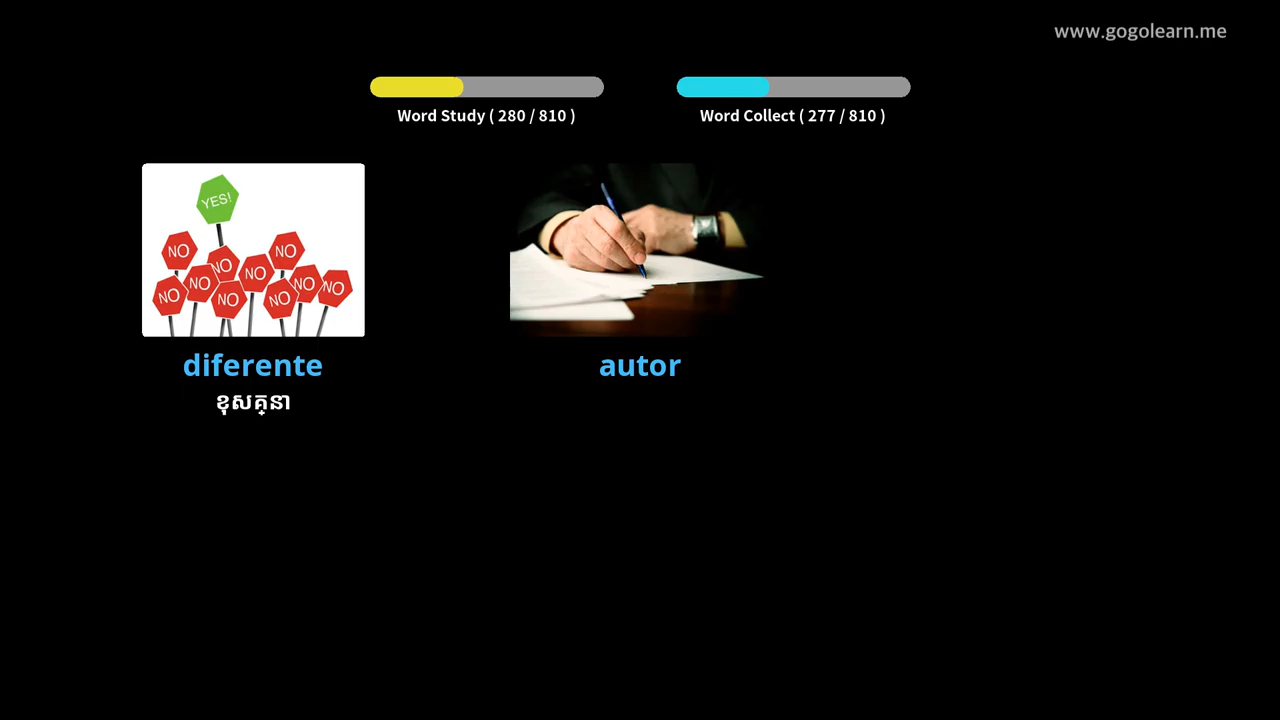 www.gogolearn.me
Word Study ( 280 / 810 )
Word Collect ( 277 / 810 )
YES!
NO
NO
NO
NO
NO
NO
NO
NO
NO
NO
diferente
autor
ខុសគ្នា